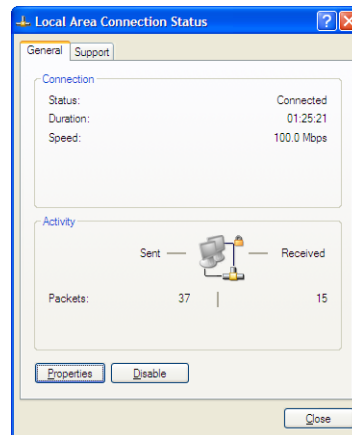 Local Area Connection Status
General Support
Connection
Status: Connected
Duration: 01:25:21
Speed: 100.0 Mbps
Activity
Sent Received
Packets: 37 15
Properties Disable
Close